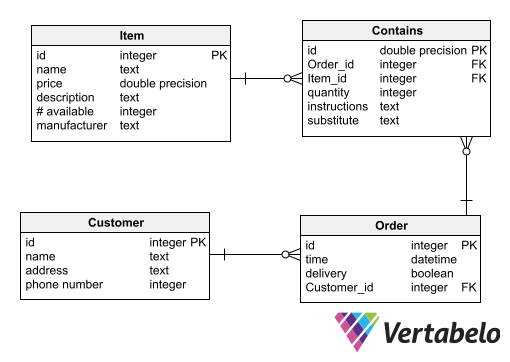 Item
id integer PK
name text
price double precision
description text
# available integer
manufacturer text
Contains
id double precision PK
Order_id integer FK
Item_id integer FK
quantity integer
instructions text
substitute text
Customer
id integer PK
name text
address text
phone number integer
Order
id integer PK
time datetime
delivery boolean
Customer_id integer FK
Vertabelo